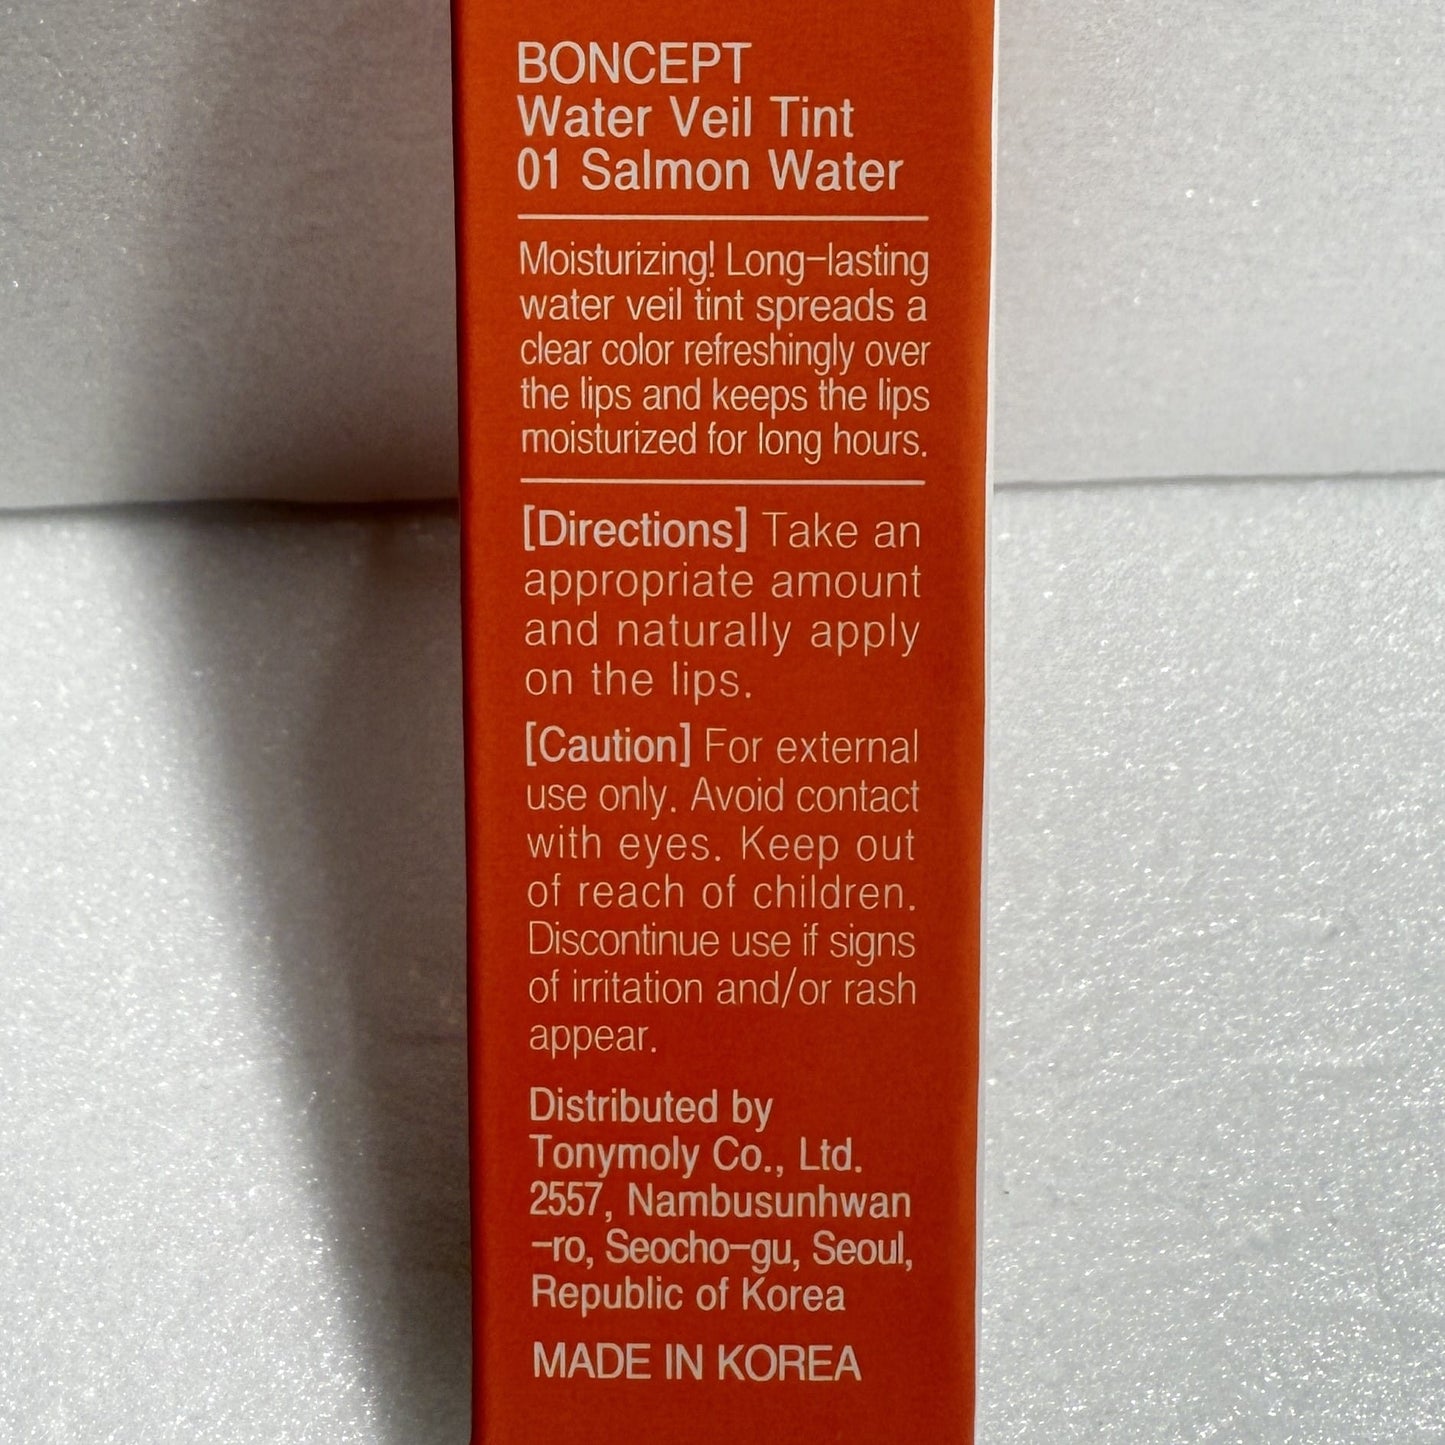 BONCEPT
Water Veil Tint
01 Salmon Water
Moisturizing! Long-lasting
water veil tint spreads a
clear color refreshingly over
the lips and keeps the lips
moisturized for long hours.
[Directions] Take an
appropriate amount
and naturally apply
on the lips.
[Caution] For external
use only. Avoid contact
with eyes. Keep out
of reach of children.
Discontinue use if signs
of irritation and/or rash
appear.
Distributed by
Tonymoly Co., Ltd.
2557, Nambusunhwan
-ro, Seocho-gu, Seoul,
Republic of Korea
MADE IN KOREA